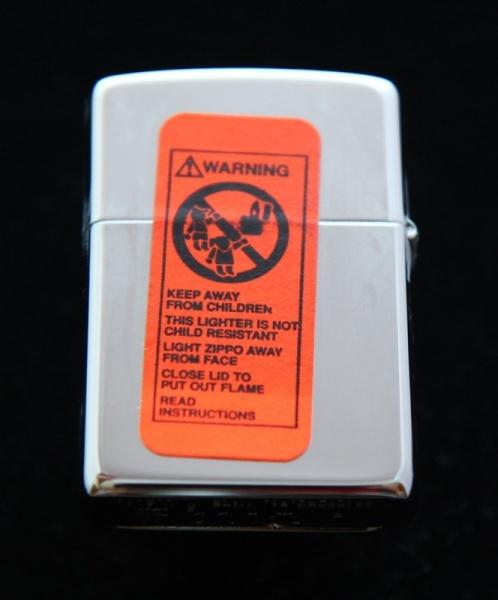 WARNING
KEEP AWAY
FROM CHILDREN
THIS LIGHTER IS NOT
CHILD RESISTANT
LIGHT ZIPPO AWAY
FROM FACE
CLOSE LID TO
PUT OUT FLAME
READ
INSTRUCTIONS